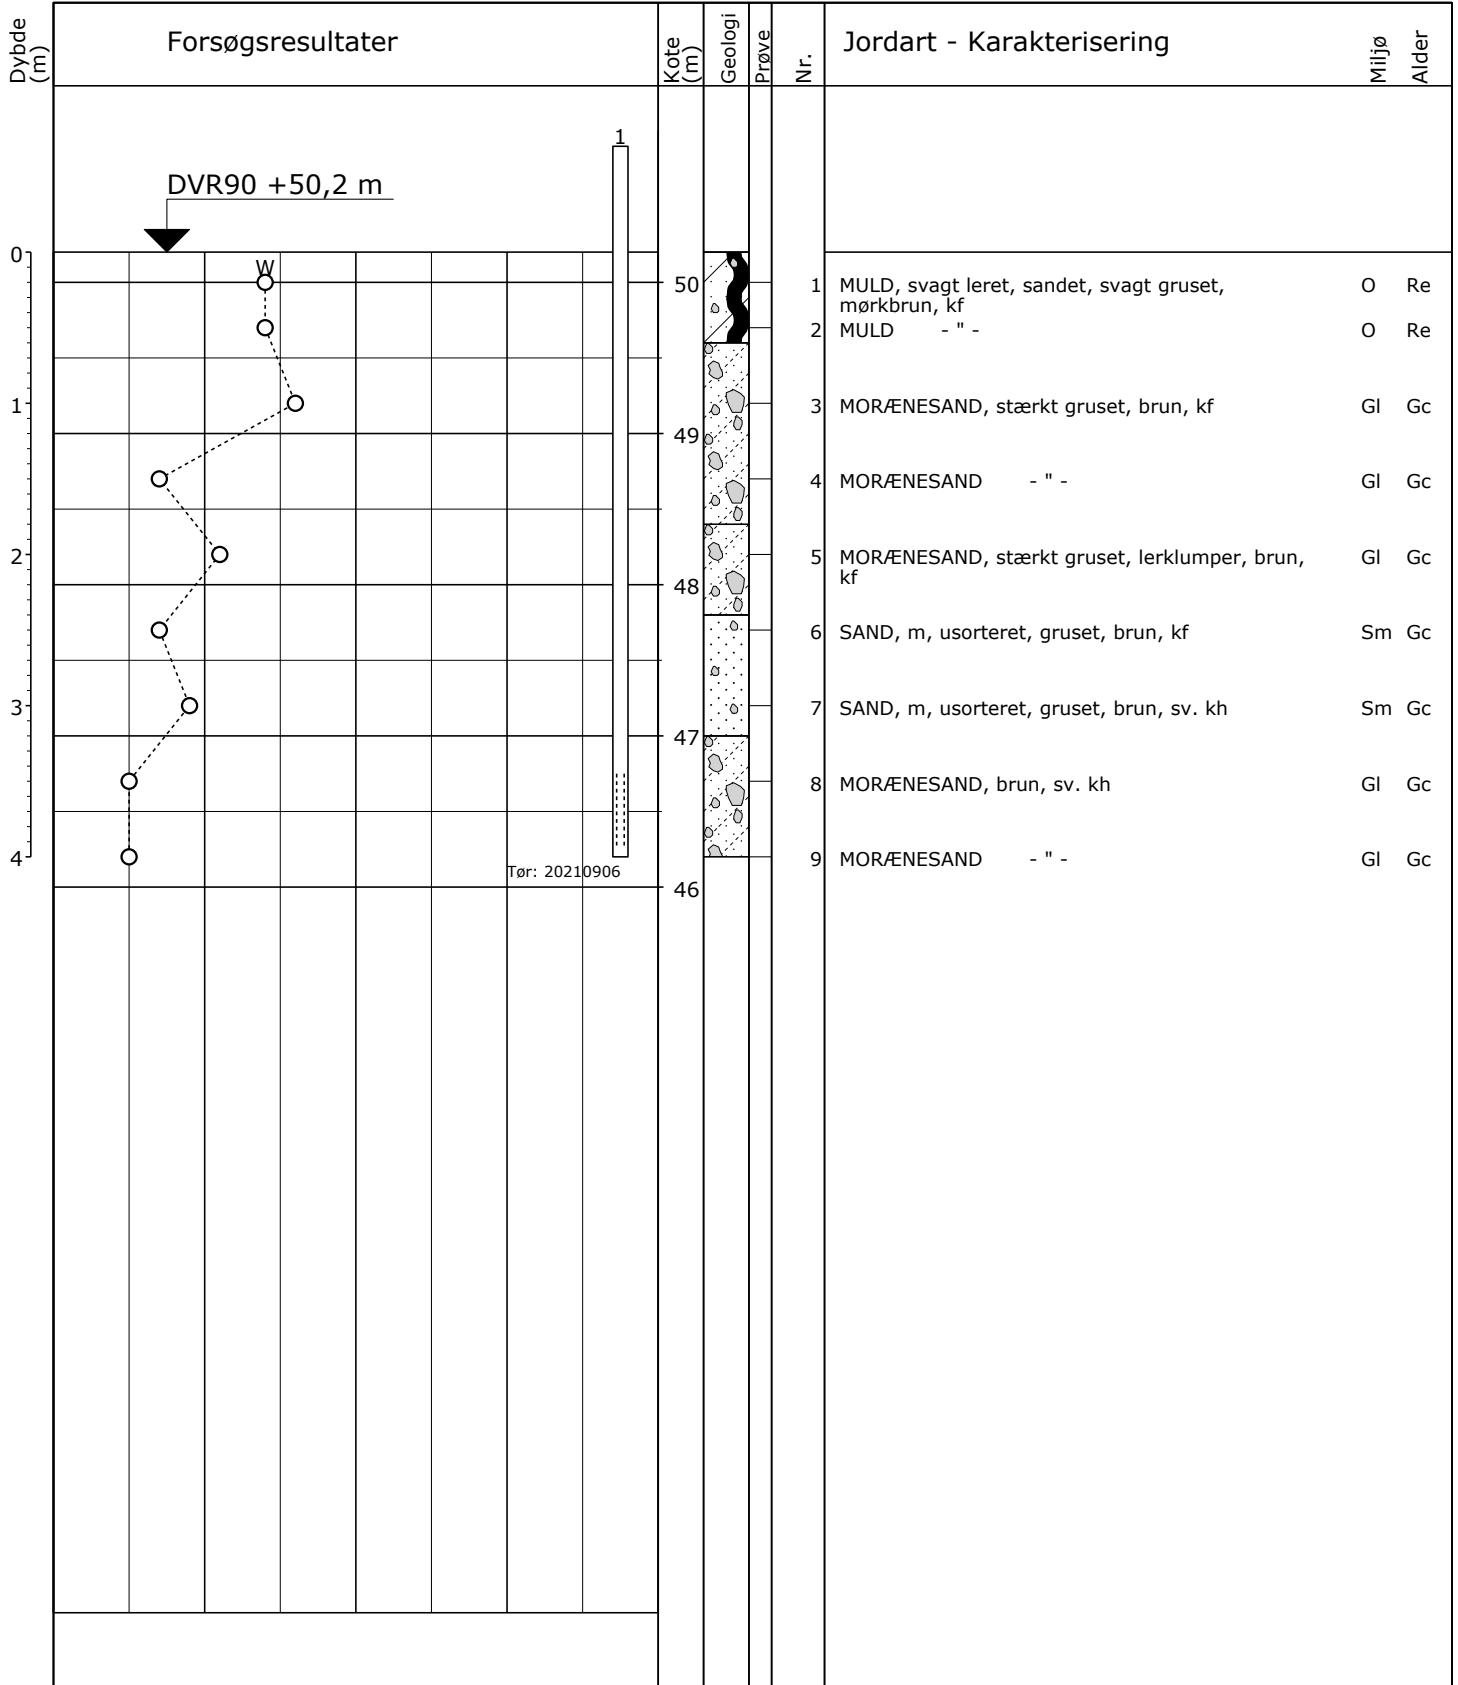 Dybde
(m)
Forsøgsresultater
Kote
(m)
Geologi
Prøve
Nr.
Jordart - Karakterisering
Miljø
Alder
1
DVR90 +50,2 m
0
W
50
1 MULD, svagt leret, sandet, svagt gruset, O Re
mørkbrun, kf
2 MULD - " - O Re
1
3 MORÆNESAND, stærkt gruset, brun, kf Gl Gc
49
4 MORÆNESAND - " - Gl Gc
2
5 MORÆNESAND, stærkt gruset, lerklumper, brun, Gl Gc
kf
48
6 SAND, m, usorteret, gruset, brun, kf Sm Gc
3
7 SAND, m, usorteret, gruset, brun, sv. kh Sm Gc
47
8 MORÆNESAND, brun, sv. kh Gl Gc
4
9 MORÆNESAND - " - Gl Gc
Tør: 20210906
46